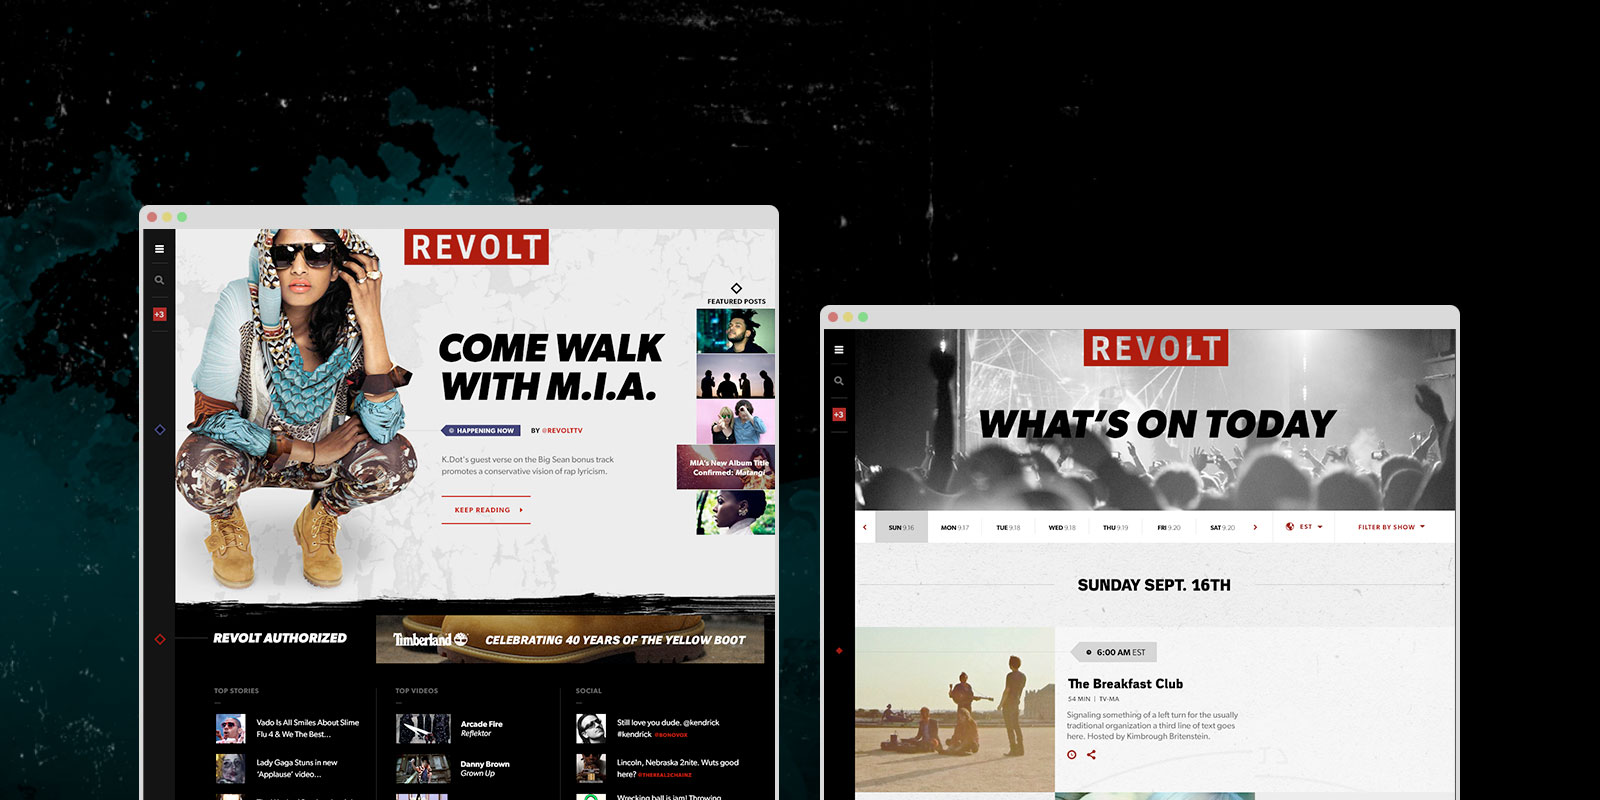 REVOLT
+3
FEATURED POSTS
COME WALK
WITH M.I.A.
HAPPENING NOW
BY @REVOLTTV
K.Dot's guest verse on the Big Sean bonus track
promotes a conservative vision of rap lyricism.
KEEP READING
MIA's New Album Title
Confirmed: Matangi
REVOLT AUTHORIZED
Timberland
CELEBRATING 40 YEARS OF THE YELLOW BOOT
TOP STORIES
Vado Is All Smiles About Slime
Flu 4 & We The Best...
Lady Gaga Stuns in new
'Applause' video...
TOP VIDEOS
Arcade Fire
Reflektor
Danny Brown
Grown Up
SOCIAL
Still love you dude. @kendrick
#kendrick @BONOVOX
Lincoln, Nebraska 2nite. Wuts good
here? @THEREAL2CHAINZ
Wrecking ball is jam! Throwing
REVOLT
+3
WHAT'S ON TODAY
SUN 9.16
MON 9.17
TUE 9.18
WED 9.18
THU 9.19
FRI 9.20
SAT 9.20
EST
FILTER BY SHOW
SUNDAY SEPT. 16TH
6:00 AM EST
The Breakfast Club
54 MIN | TV-MA
Signaling something of a left turn for the usually
traditional organization a third line of text goes
here. Hosted by Kimbrough Britenstein.